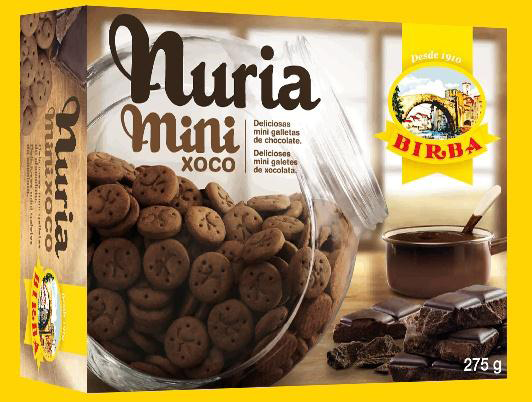 Nuria
mini
XOCO
Deliciosas
mini galletas
de chocolate.
Delicioses
mini galetes
de xocolata.
Desde 1910
BIRBA
275 g
Nuria
mini xoco
BIRBA